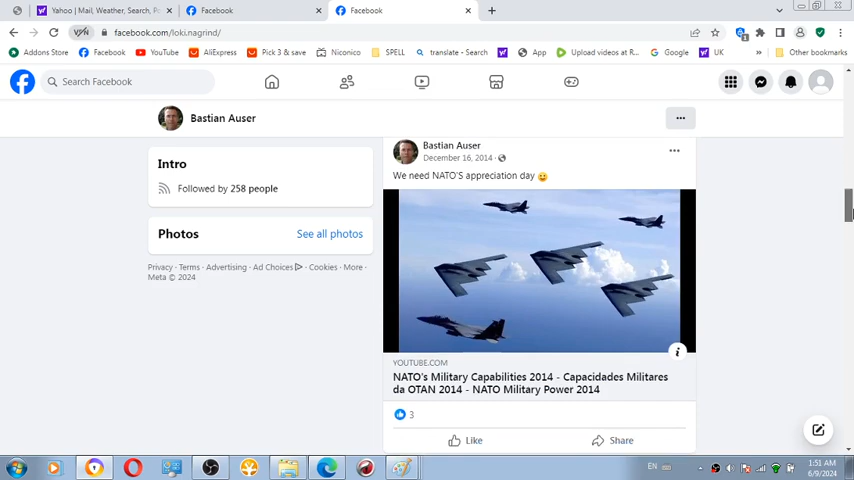 Yahoo | Mail, Weather, Search, Po
Facebook
Facebook
VPN
facebook.com/loki.nagrind/
Addons Store
Facebook
YouTube
AliExpress
Pick 3 & save
Niconico
SPELL
translate - Search
App
Upload videos at R...
Google
UK
»
Other bookmarks
Search Facebook
Bastian Auser
Intro
Followed by 258 people
Photos
See all photos
Privacy · Terms · Advertising · Ad Choices · Cookies · More ·
Meta © 2024
Bastian Auser
December 16, 2014 ·
We need NATO'S appreciation day
YOUTUBE.COM
NATO's Military Capabilities 2014 - Capacidades Militares
da OTAN 2014 - NATO Military Power 2014
3
Like
Share
EN
1:51 AM
6/9/2024